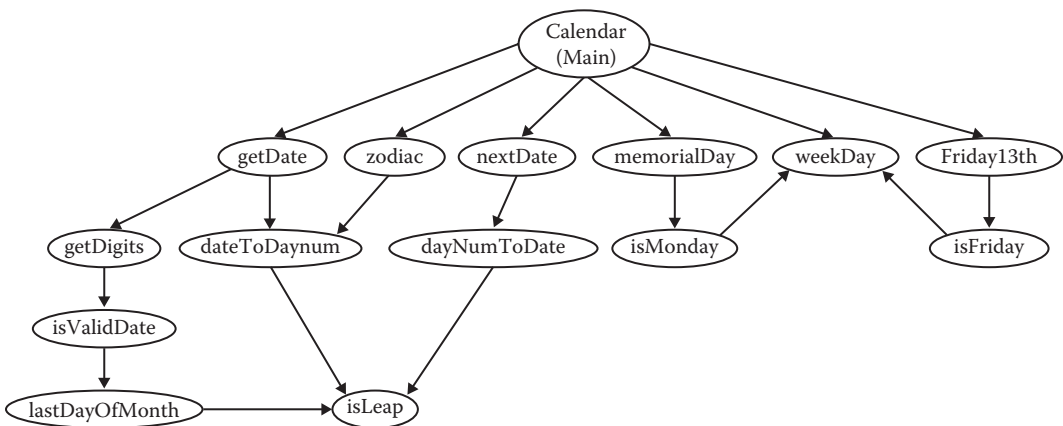 Calendar
(Main)
getDate zodiac nextDate memorialDay weekDay Friday13th
getDigits dateToDaynum dayNumToDate isMonday isFriday
isValidDate
lastDayOfMonth isLeap